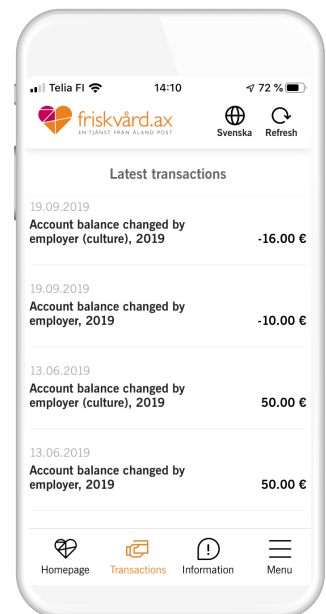 Telia FI 14:10 72 %
friskvård.ax
EN TJÄNST FRÅN ÅLAND POST
Svenska Refresh
Latest transactions
19.09.2019
Account balance changed by
employer (culture), 2019 -16.00 €
19.09.2019
Account balance changed by
employer, 2019 -10.00 €
13.06.2019
Account balance changed by
employer (culture), 2019 50.00 €
13.06.2019
Account balance changed by
employer, 2019 50.00 €
Homepage Transactions Information Menu